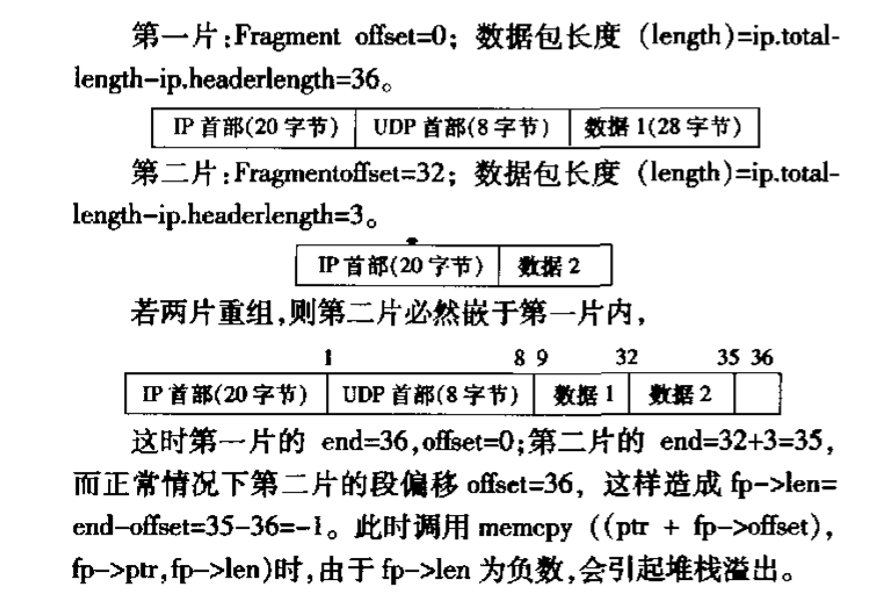 第一片:Fragment offset=0; 数据包长度 (length)=ip.total-
length-ip.headerlength=36。
IP 首部(20 字节) UDP 首部(8 字节) 数据 1(28 字节)
第二片:Fragmentoffset=32; 数据包长度 (length)=ip.total-
length-ip.headerlength=3。
IP 首部(20 字节) 数据 2
若两片重组,则第二片必然嵌于第一片内,
1 8 9 32 35 36
IP 首部(20 字节) UDP 首部(8 字节) 数据 1 数据 2
这时第一片的 end=36,offset=0;第二片的 end=32+3=35,
而正常情况下第二片的段偏移 offset=36, 这样造成 fp->len=
end-offset=35-36=-1。此时调用 memcpy ((ptr + fp->offset),
fp->ptr,fp->len)时,由于 fp->len 为负数,会引起堆栈溢出。